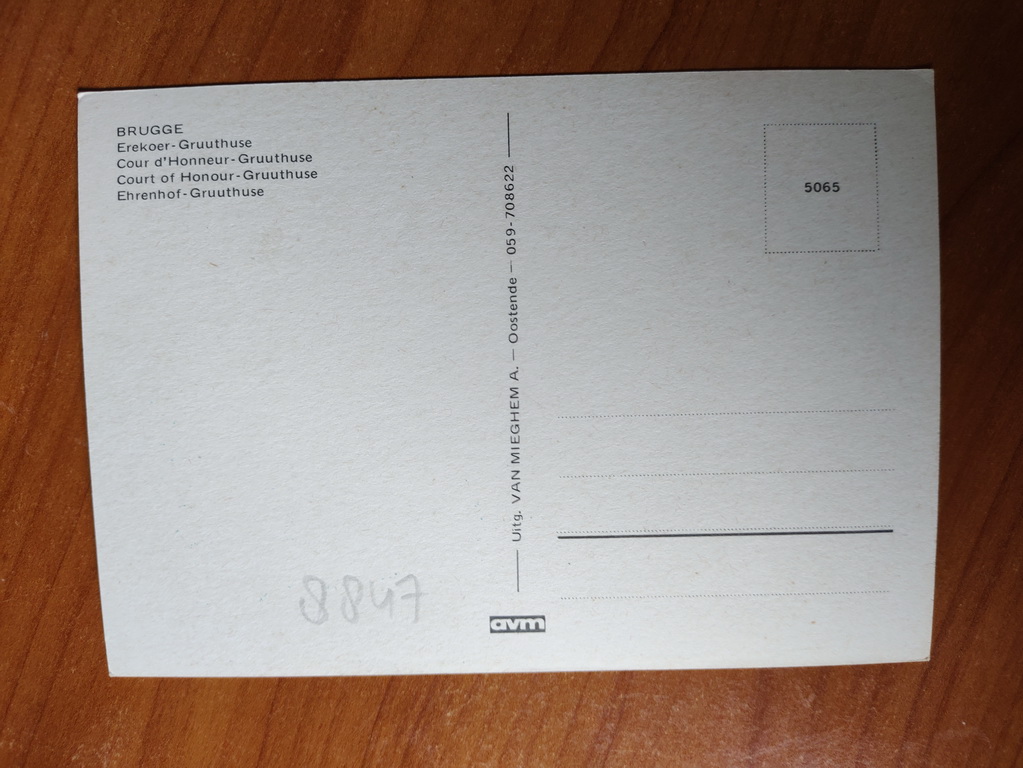 BRUGGE
Erekoer-Gruuthuse
Cour d'Honneur-Gruuthuse
Court of Honour-Gruuthuse
Ehrenhof-Gruuthuse
Uitg. VAN MIEGHEM A. — Oostende — 059-708622
avm
5065
8847